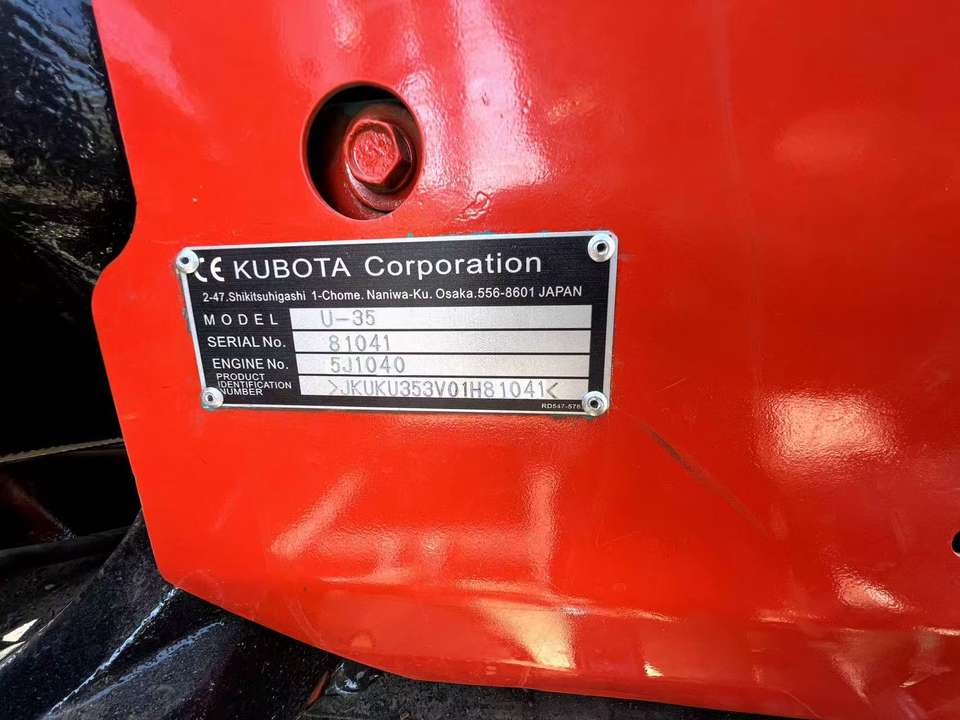 CE KUBOTA Corporation
2-47.Shikitsuhigashi 1-Chome. Naniwa-Ku. Osaka.556-8601 JAPAN
MODEL U-35
SERIAL No. 81041
ENGINE No. 5J1040
PRODUCT
IDENTIFICATION
NUMBER
>JKUKU353V01H81041<